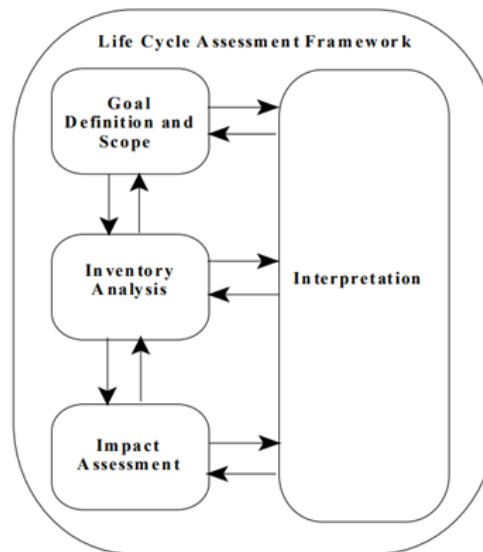 Life Cycle Assessment Framework
Goal
Definition and
Scope
Inventory
Analysis
Interpretation
Impact
Assessment